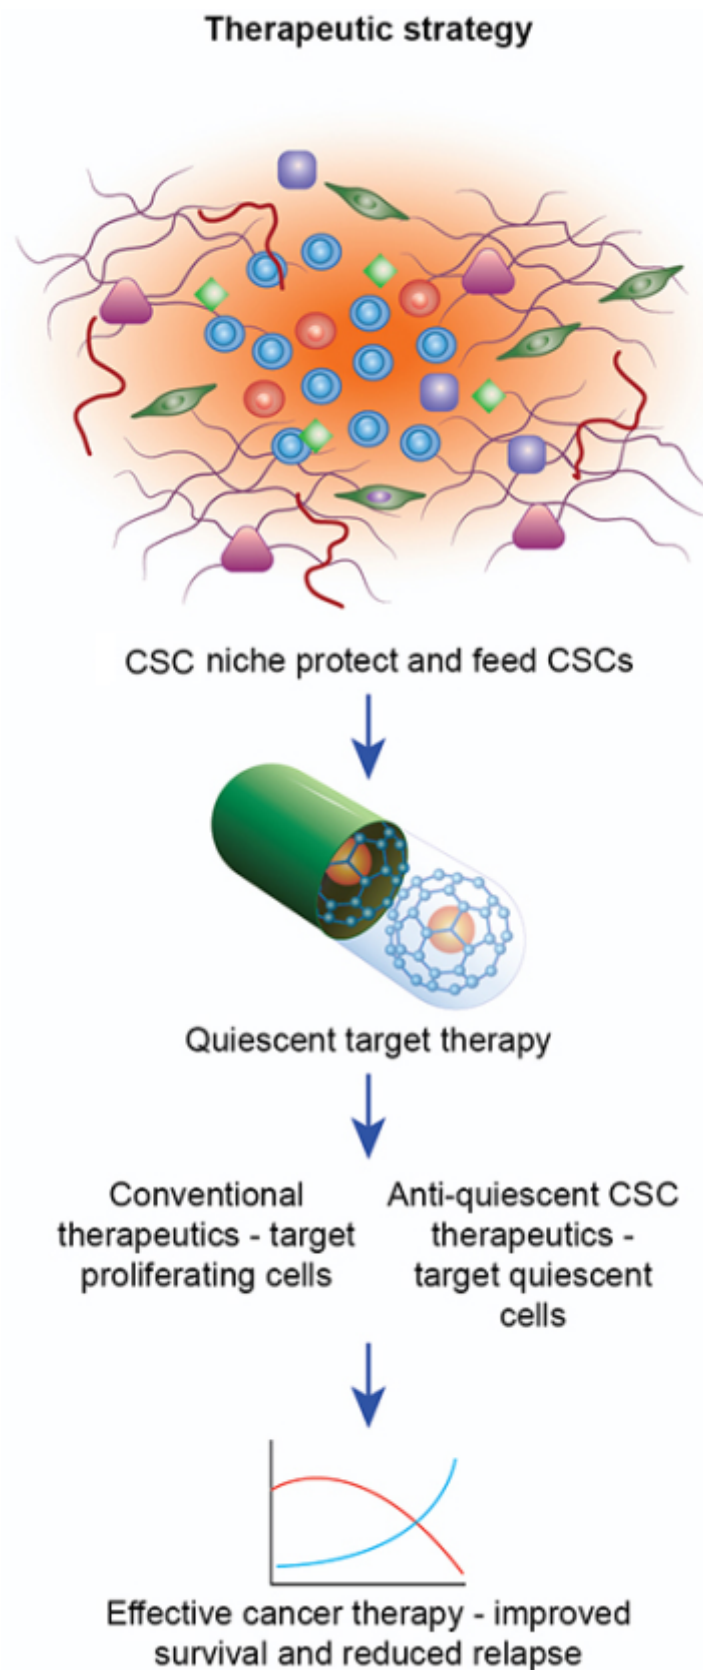 Therapeutic strategy
CSC niche protect and feed CSCs
Quiescent target therapy
Conventional
therapeutics - target
proliferating cells
Anti-quiescent CSC
therapeutics -
target quiescent
cells
Effective cancer therapy - improved
survival and reduced relapse